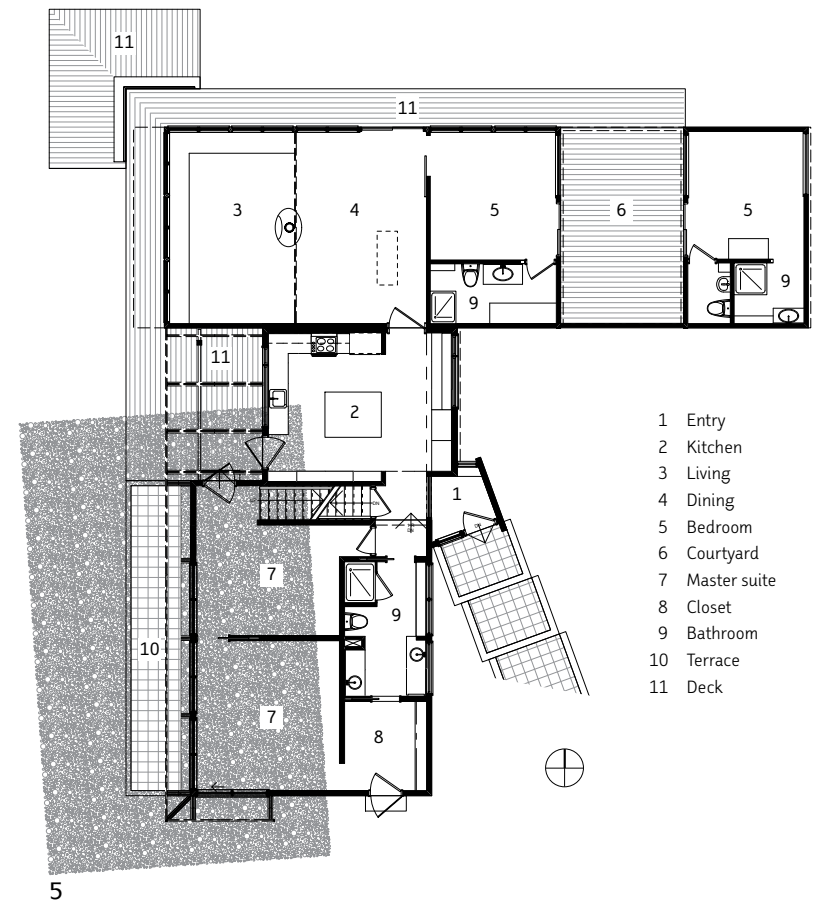 11
11
3
4
5
6
5
9
9
11
2
1
7
9
10
7
8
1 Entry
2 Kitchen
3 Living
4 Dining
5 Bedroom
6 Courtyard
7 Master suite
8 Closet
9 Bathroom
10 Terrace
11 Deck
5